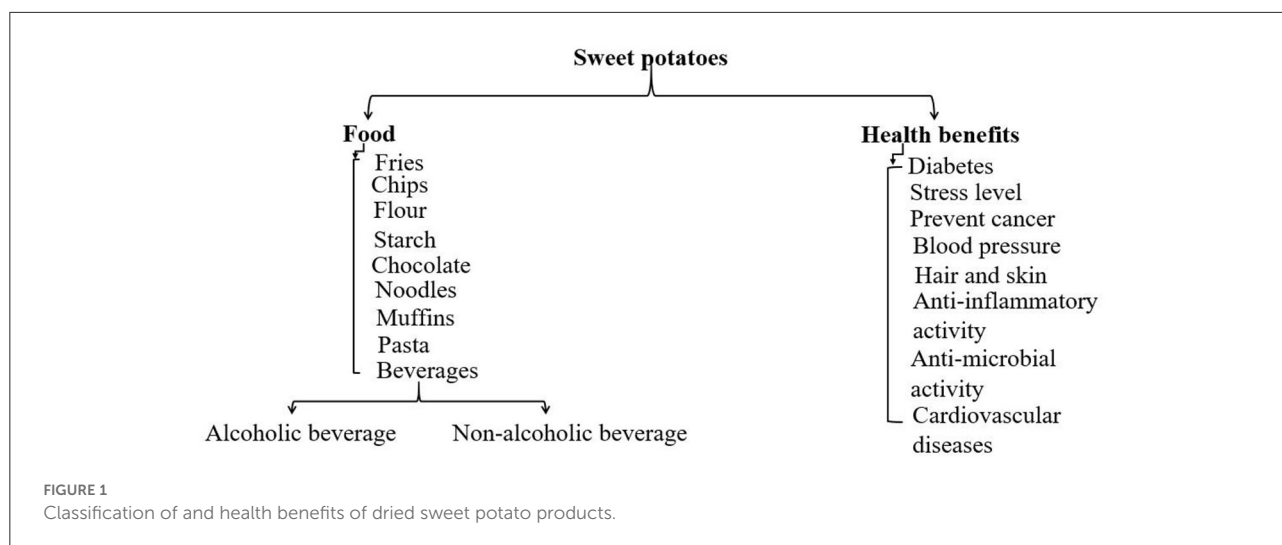 Sweet potatoes
Food
Fries
Chips
Flour
Starch
Chocolate
Noodles
Muffins
Pasta
Beverages
Alcoholic beverage
Non-alcoholic beverage
Health benefits
Diabetes
Stress level
Prevent cancer
Blood pressure
Hair and skin
Anti-inflammatory
activity
Anti-microbial
activity
Cardiovascular
diseases
FIGURE 1
Classification of and health benefits of dried sweet potato products.